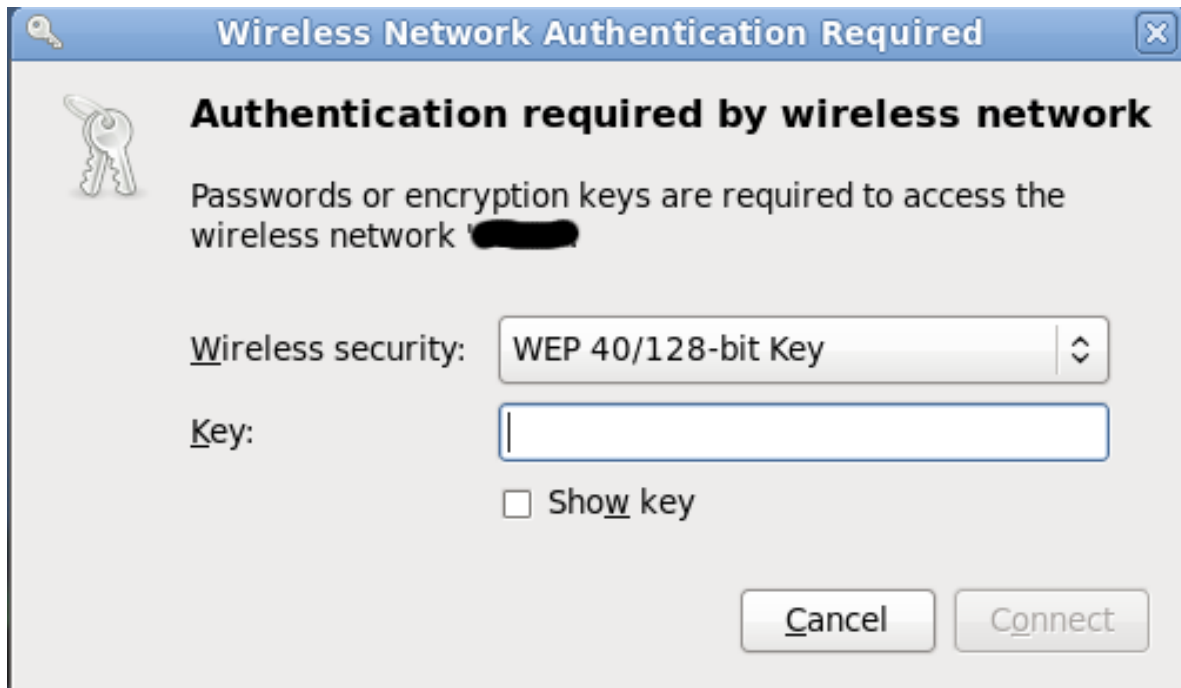 Wireless Network Authentication Required
Authentication required by wireless network
Passwords or encryption keys are required to access the
wireless network '
Wireless security:
WEP 40/128-bit Key
Key:
Show key
Cancel
Connect